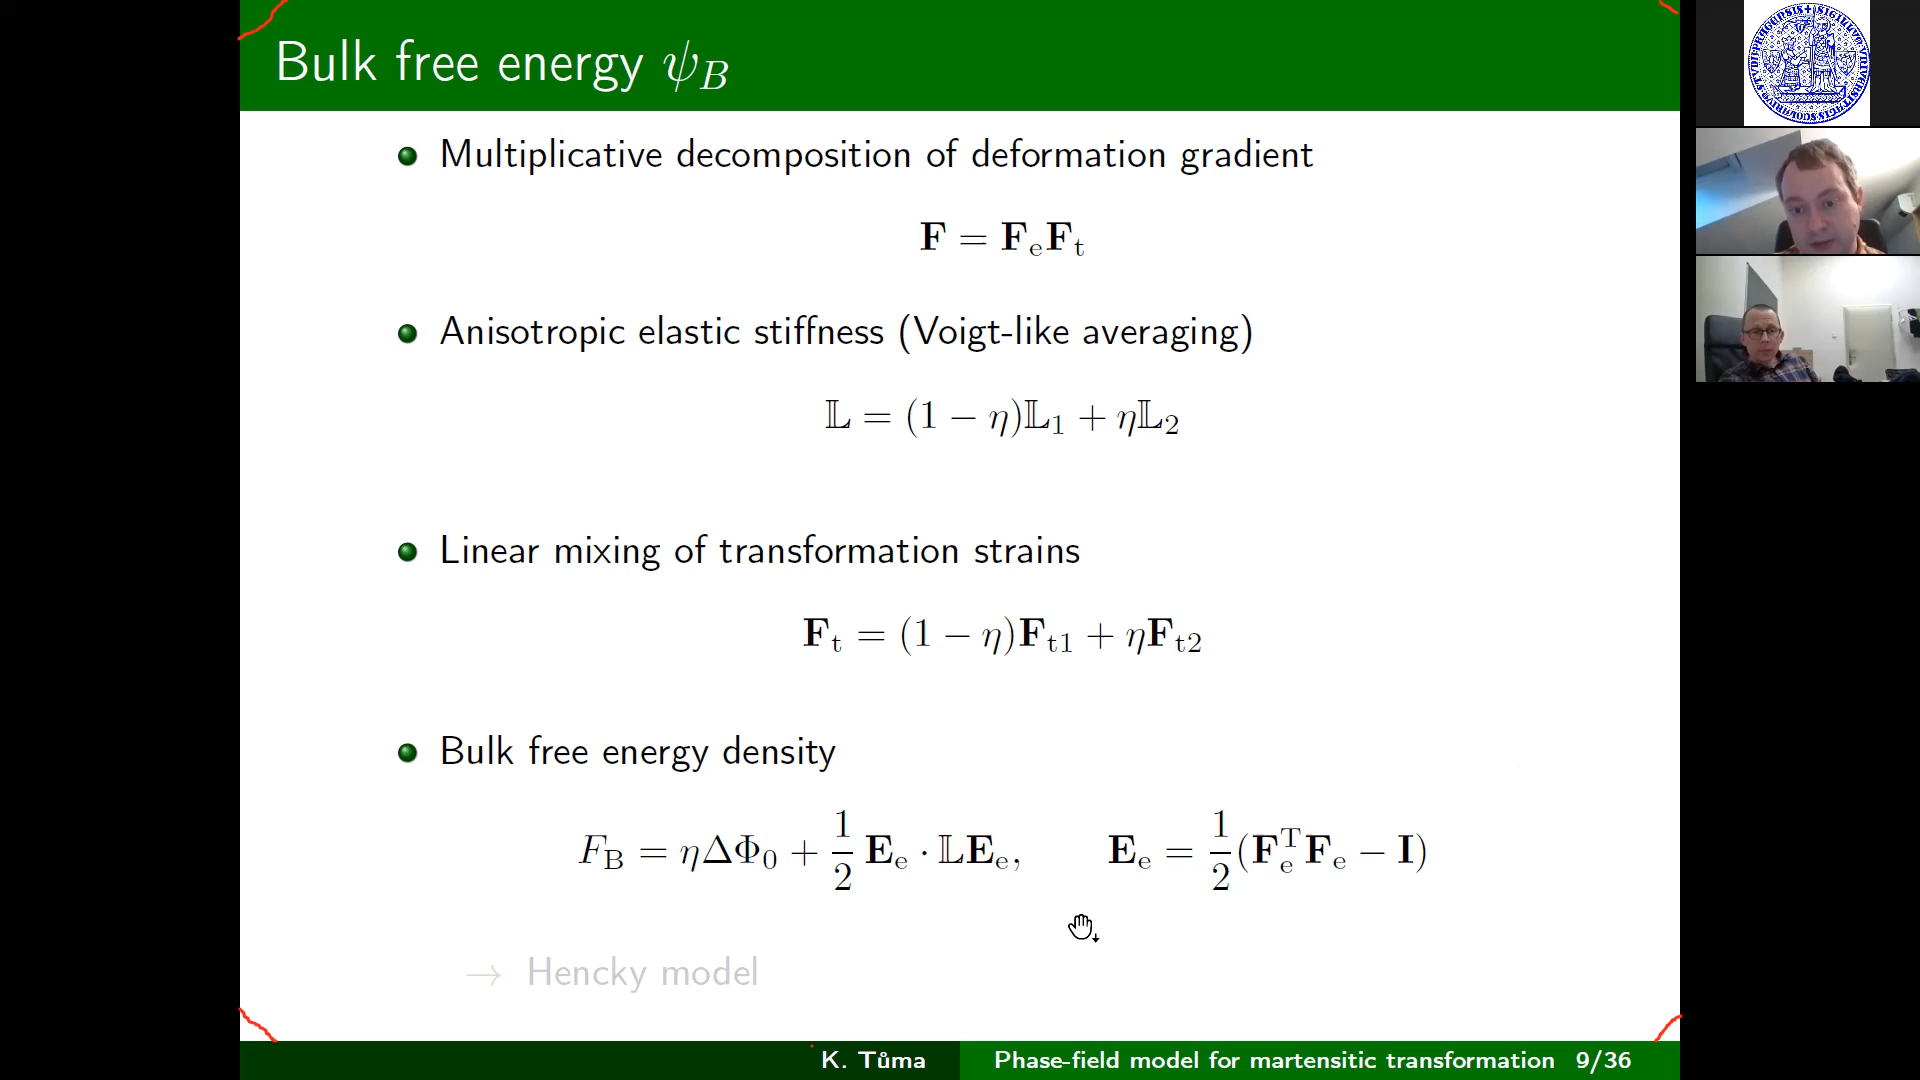 Bulk free energy ψ_B
Multiplicative decomposition of deformation gradient
F = F_e F_t
Anisotropic elastic stiffness (Voigt-like averaging)
𝕃 = (1 − η)𝕃_1 + η𝕃_2
Linear mixing of transformation strains
F_t = (1 − η)F_t1 + ηF_t2
Bulk free energy density
F_B = ηΔΦ_0 + 1/2 E_e · 𝕃E_e,   E_e = 1/2 (F_e^T F_e − I)
→ Hencky model
K. Tůma   Phase-field model for martensitic transformation   9/36